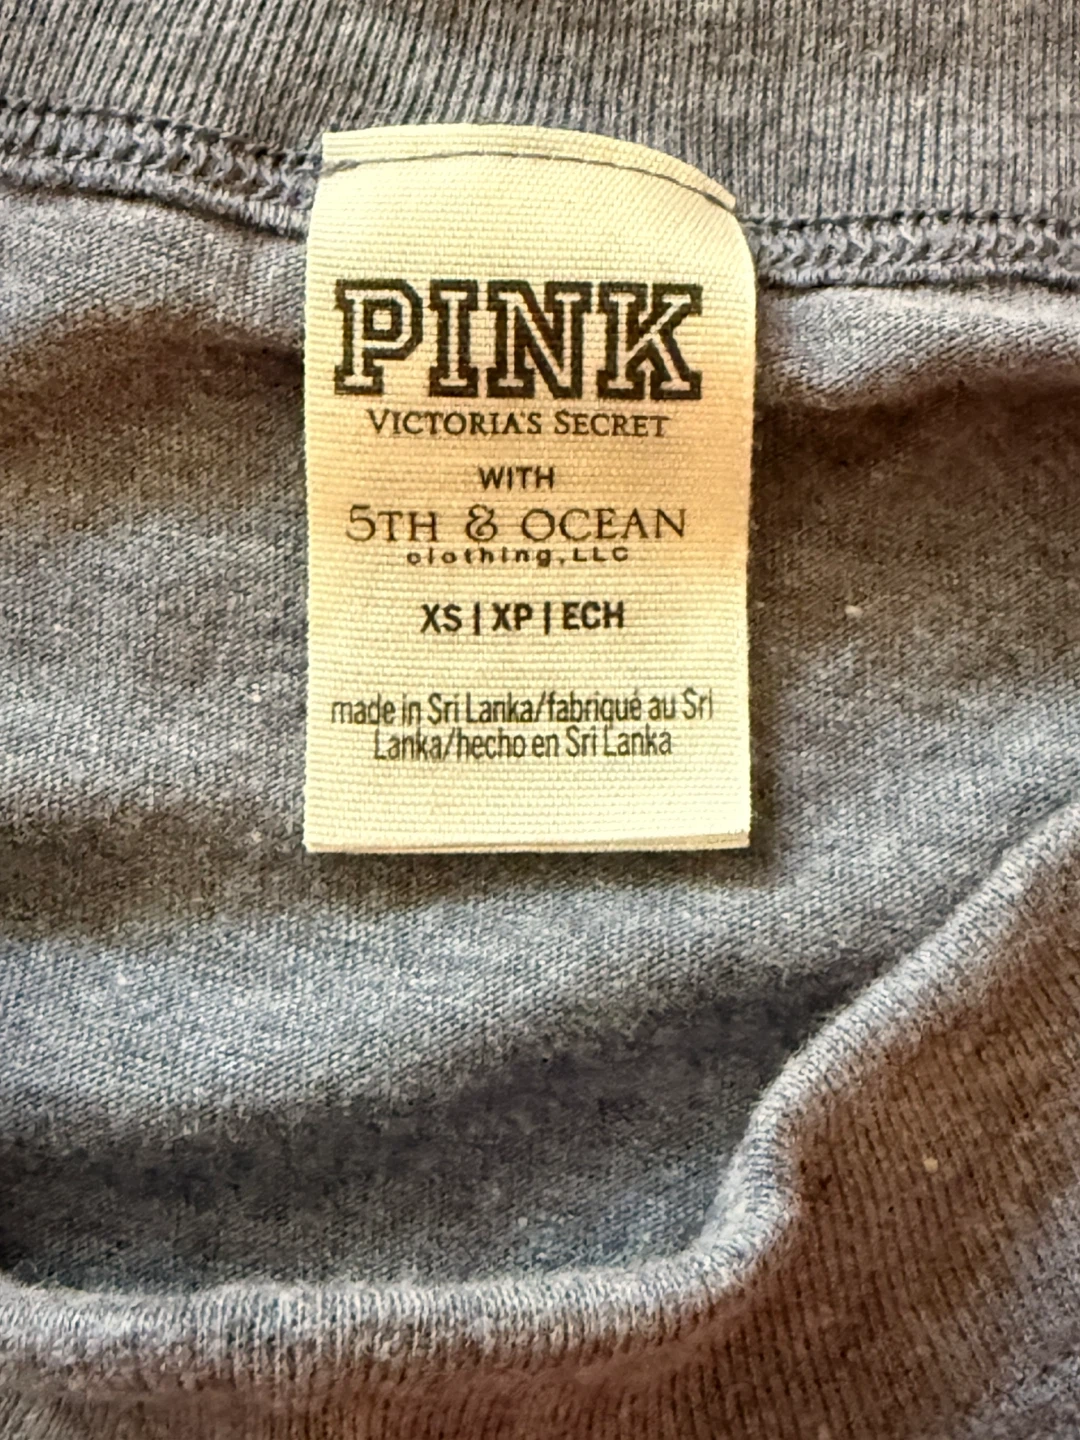 PINK
VICTORIA'S SECRET
WITH
5TH & OCEAN
clothing, LLC
XS | XP | ECH
made in Sri Lanka/fabriqué au Sri
Lanka/hecho en Sri Lanka